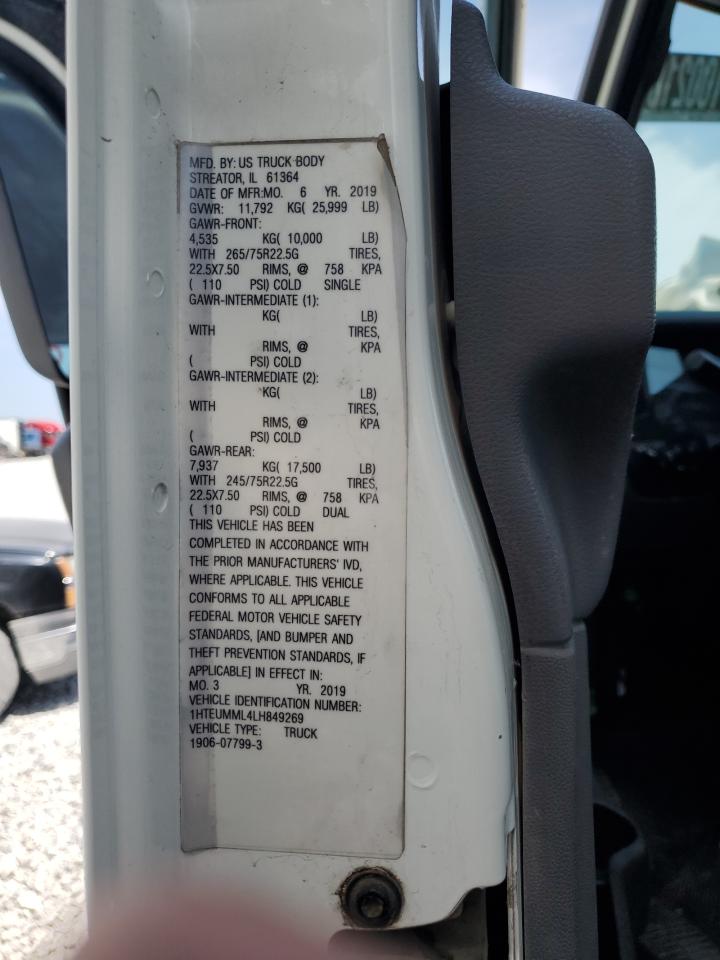 MFD. BY: US TRUCK BODY
STREATOR, IL 61364
DATE OF MFR:MO. 6 YR. 2019
GVWR: 11,792 KG( 25,999 LB)
GAWR-FRONT:
4,535 KG( 10,000 LB)
WITH 265/75R22.5G TIRES,
22.5X7.50 RIMS, @ 758 KPA
( 110 PSI) COLD SINGLE
GAWR-INTERMEDIATE (1):
KG( LB)
WITH TIRES,
RIMS, @ KPA
( PSI) COLD
GAWR-INTERMEDIATE (2):
KG( LB)
WITH TIRES,
RIMS, @ KPA
( PSI) COLD
GAWR-REAR:
7,937 KG( 17,500 LB)
WITH 245/75R22.5G TIRES,
22.5X7.50 RIMS, @ 758 KPA
( 110 PSI) COLD DUAL
THIS VEHICLE HAS BEEN
COMPLETED IN ACCORDANCE WITH
THE PRIOR MANUFACTURERS' IVD,
WHERE APPLICABLE. THIS VEHICLE
CONFORMS TO ALL APPLICABLE
FEDERAL MOTOR VEHICLE SAFETY
STANDARDS, [AND BUMPER AND
THEFT PREVENTION STANDARDS, IF
APPLICABLE] IN EFFECT IN:
MO. 3 YR. 2019
VEHICLE IDENTIFICATION NUMBER:
1HTEUMML4LH849269
VEHICLE TYPE: TRUCK
1906-07799-3